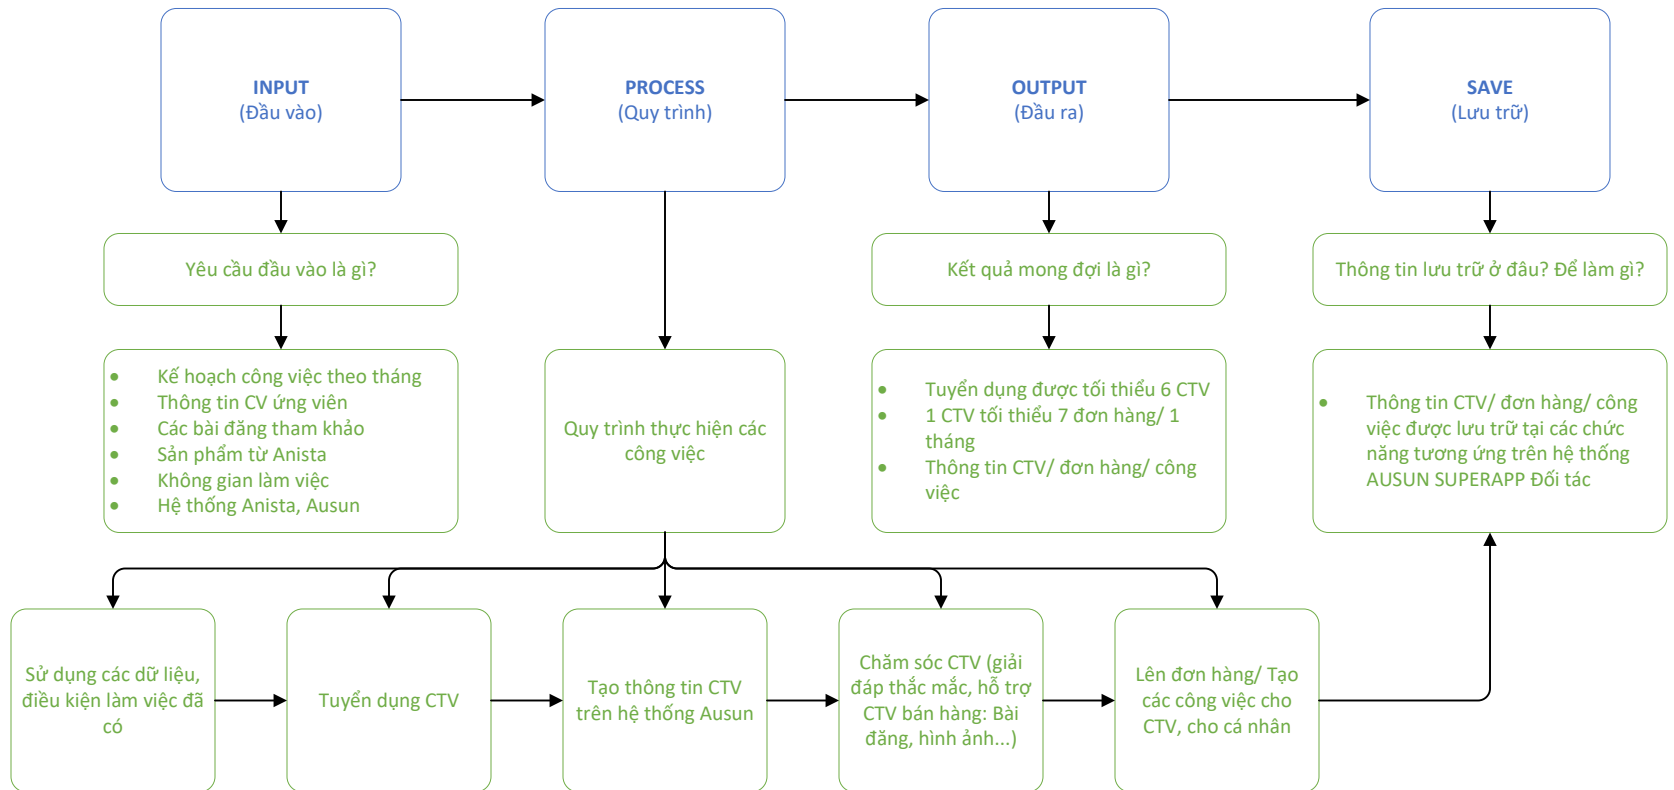 INPUT
(Đầu vào)
PROCESS
(Quy trình)
OUTPUT
(Đầu ra)
SAVE
(Lưu trữ)
Yêu cầu đầu vào là gì?
Kết quả mong đợi là gì?
Thông tin lưu trữ ở đâu? Để làm gì?
• Kế hoạch công việc theo tháng
• Thông tin CV ứng viên
• Các bài đăng tham khảo
• Sản phẩm từ Anista
• Không gian làm việc
• Hệ thống Anista, Ausun
Quy trình thực hiện các
công việc
• Tuyển dụng được tối thiểu 6 CTV
• 1 CTV tối thiểu 7 đơn hàng/ 1
tháng
• Thông tin CTV/ đơn hàng/ công
việc
• Thông tin CTV/ đơn hàng/ công
việc được lưu trữ tại các chức
năng tương ứng trên hệ thống
AUSUN SUPERAPP Đối tác
Sử dụng các dữ liệu,
điều kiện làm việc đã
có
Tuyển dụng CTV
Tạo thông tin CTV
trên hệ thống Ausun
Chăm sóc CTV (giải
đáp thắc mắc, hỗ trợ
CTV bán hàng: Bài
đăng, hình ảnh...)
Lên đơn hàng/ Tạo
các công việc cho
CTV, cho cá nhân